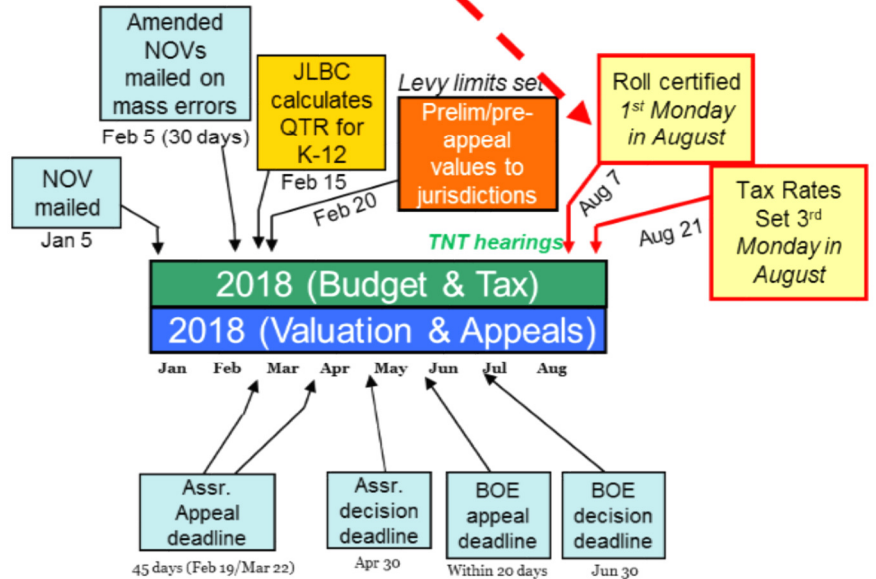 Amended
NOVs
mailed on
mass errors
Feb 5 (30 days)
JLBC
calculates
QTR for
K-12
Feb 15
Levy limits set
Prelim/pre-
appeal
values to
jurisdictions
Feb 20
Roll certified
1st Monday
in August
Aug 7
NOV
mailed
Jan 5
Tax Rates
Set 3rd
Monday in
August
Aug 21
TNT hearings
2018 (Budget & Tax)
2018 (Valuation & Appeals)
Jan Feb Mar Apr May Jun Jul Aug
Assr.
Appeal
deadline
45 days (Feb 19/Mar 22)
Assr.
decision
deadline
Apr 30
BOE
appeal
deadline
Within 20 days
BOE
decision
deadline
Jun 30